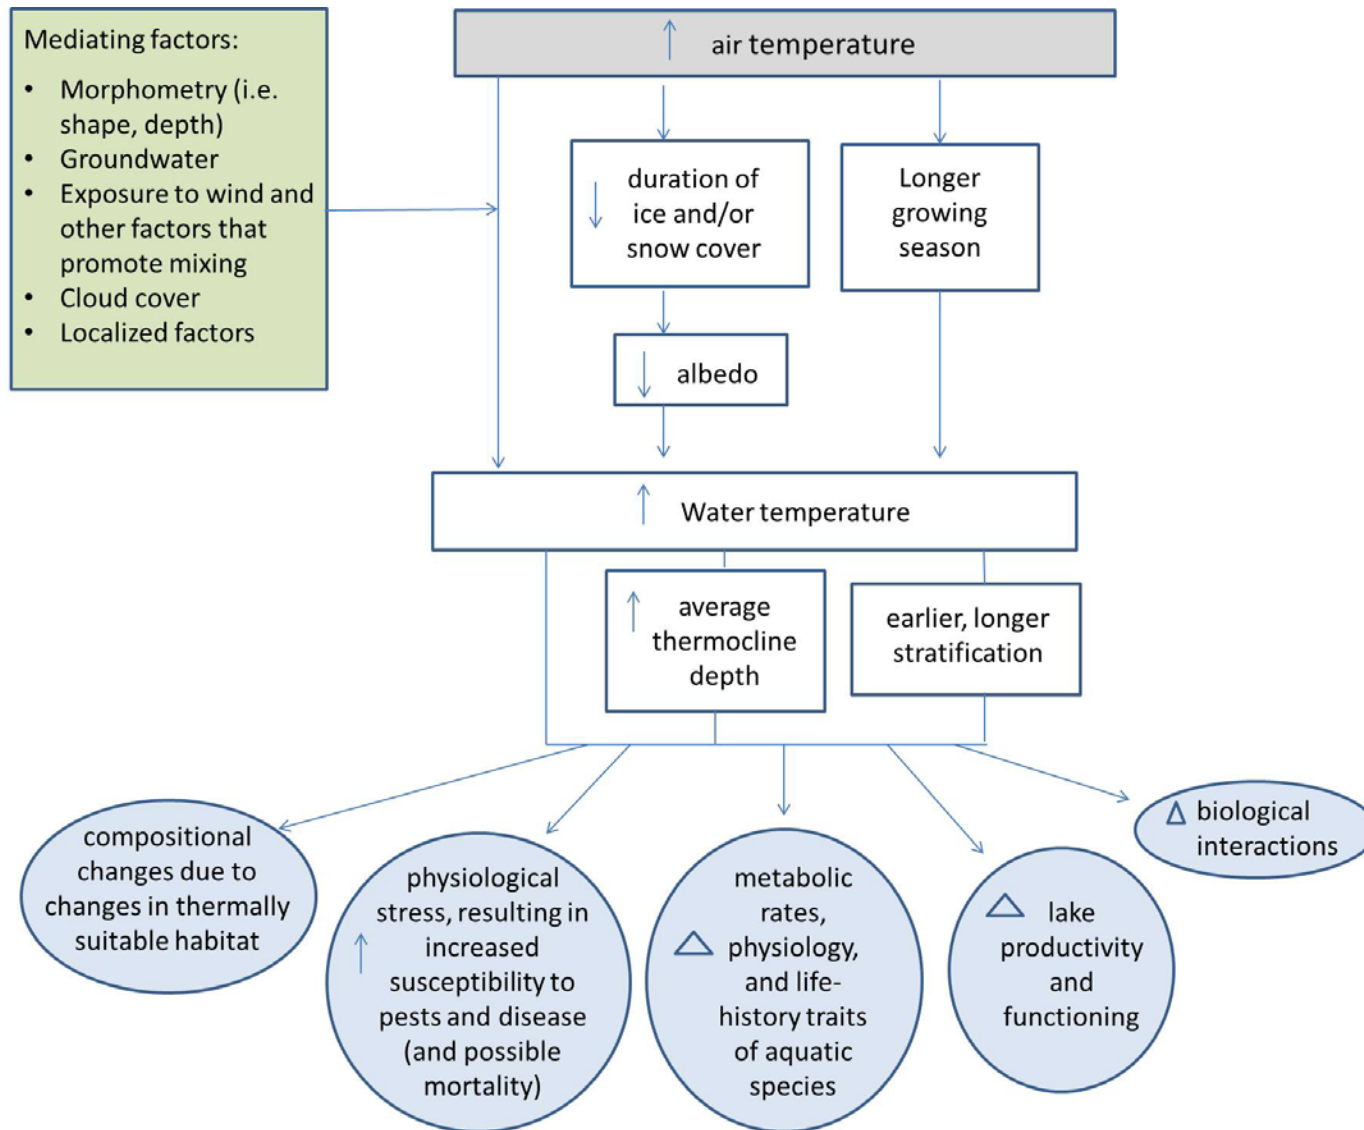 Mediating factors:
• Morphometry (i.e.
shape, depth)
• Groundwater
• Exposure to wind and
other factors that
promote mixing
• Cloud cover
• Localized factors
↑ air temperature
duration of
↓ ice and/or
snow cover
Longer
growing
season
↓ albedo
↑ Water temperature
↑ average
thermocline
depth
earlier, longer
stratification
compositional
changes due to
changes in thermally
suitable habitat
physiological
stress, resulting in
↑ increased
susceptibility to
pests and disease
(and possible
mortality)
metabolic
rates,
△ physiology,
and life-
history traits
of aquatic
species
△ lake
productivity
and
functioning
△ biological
interactions